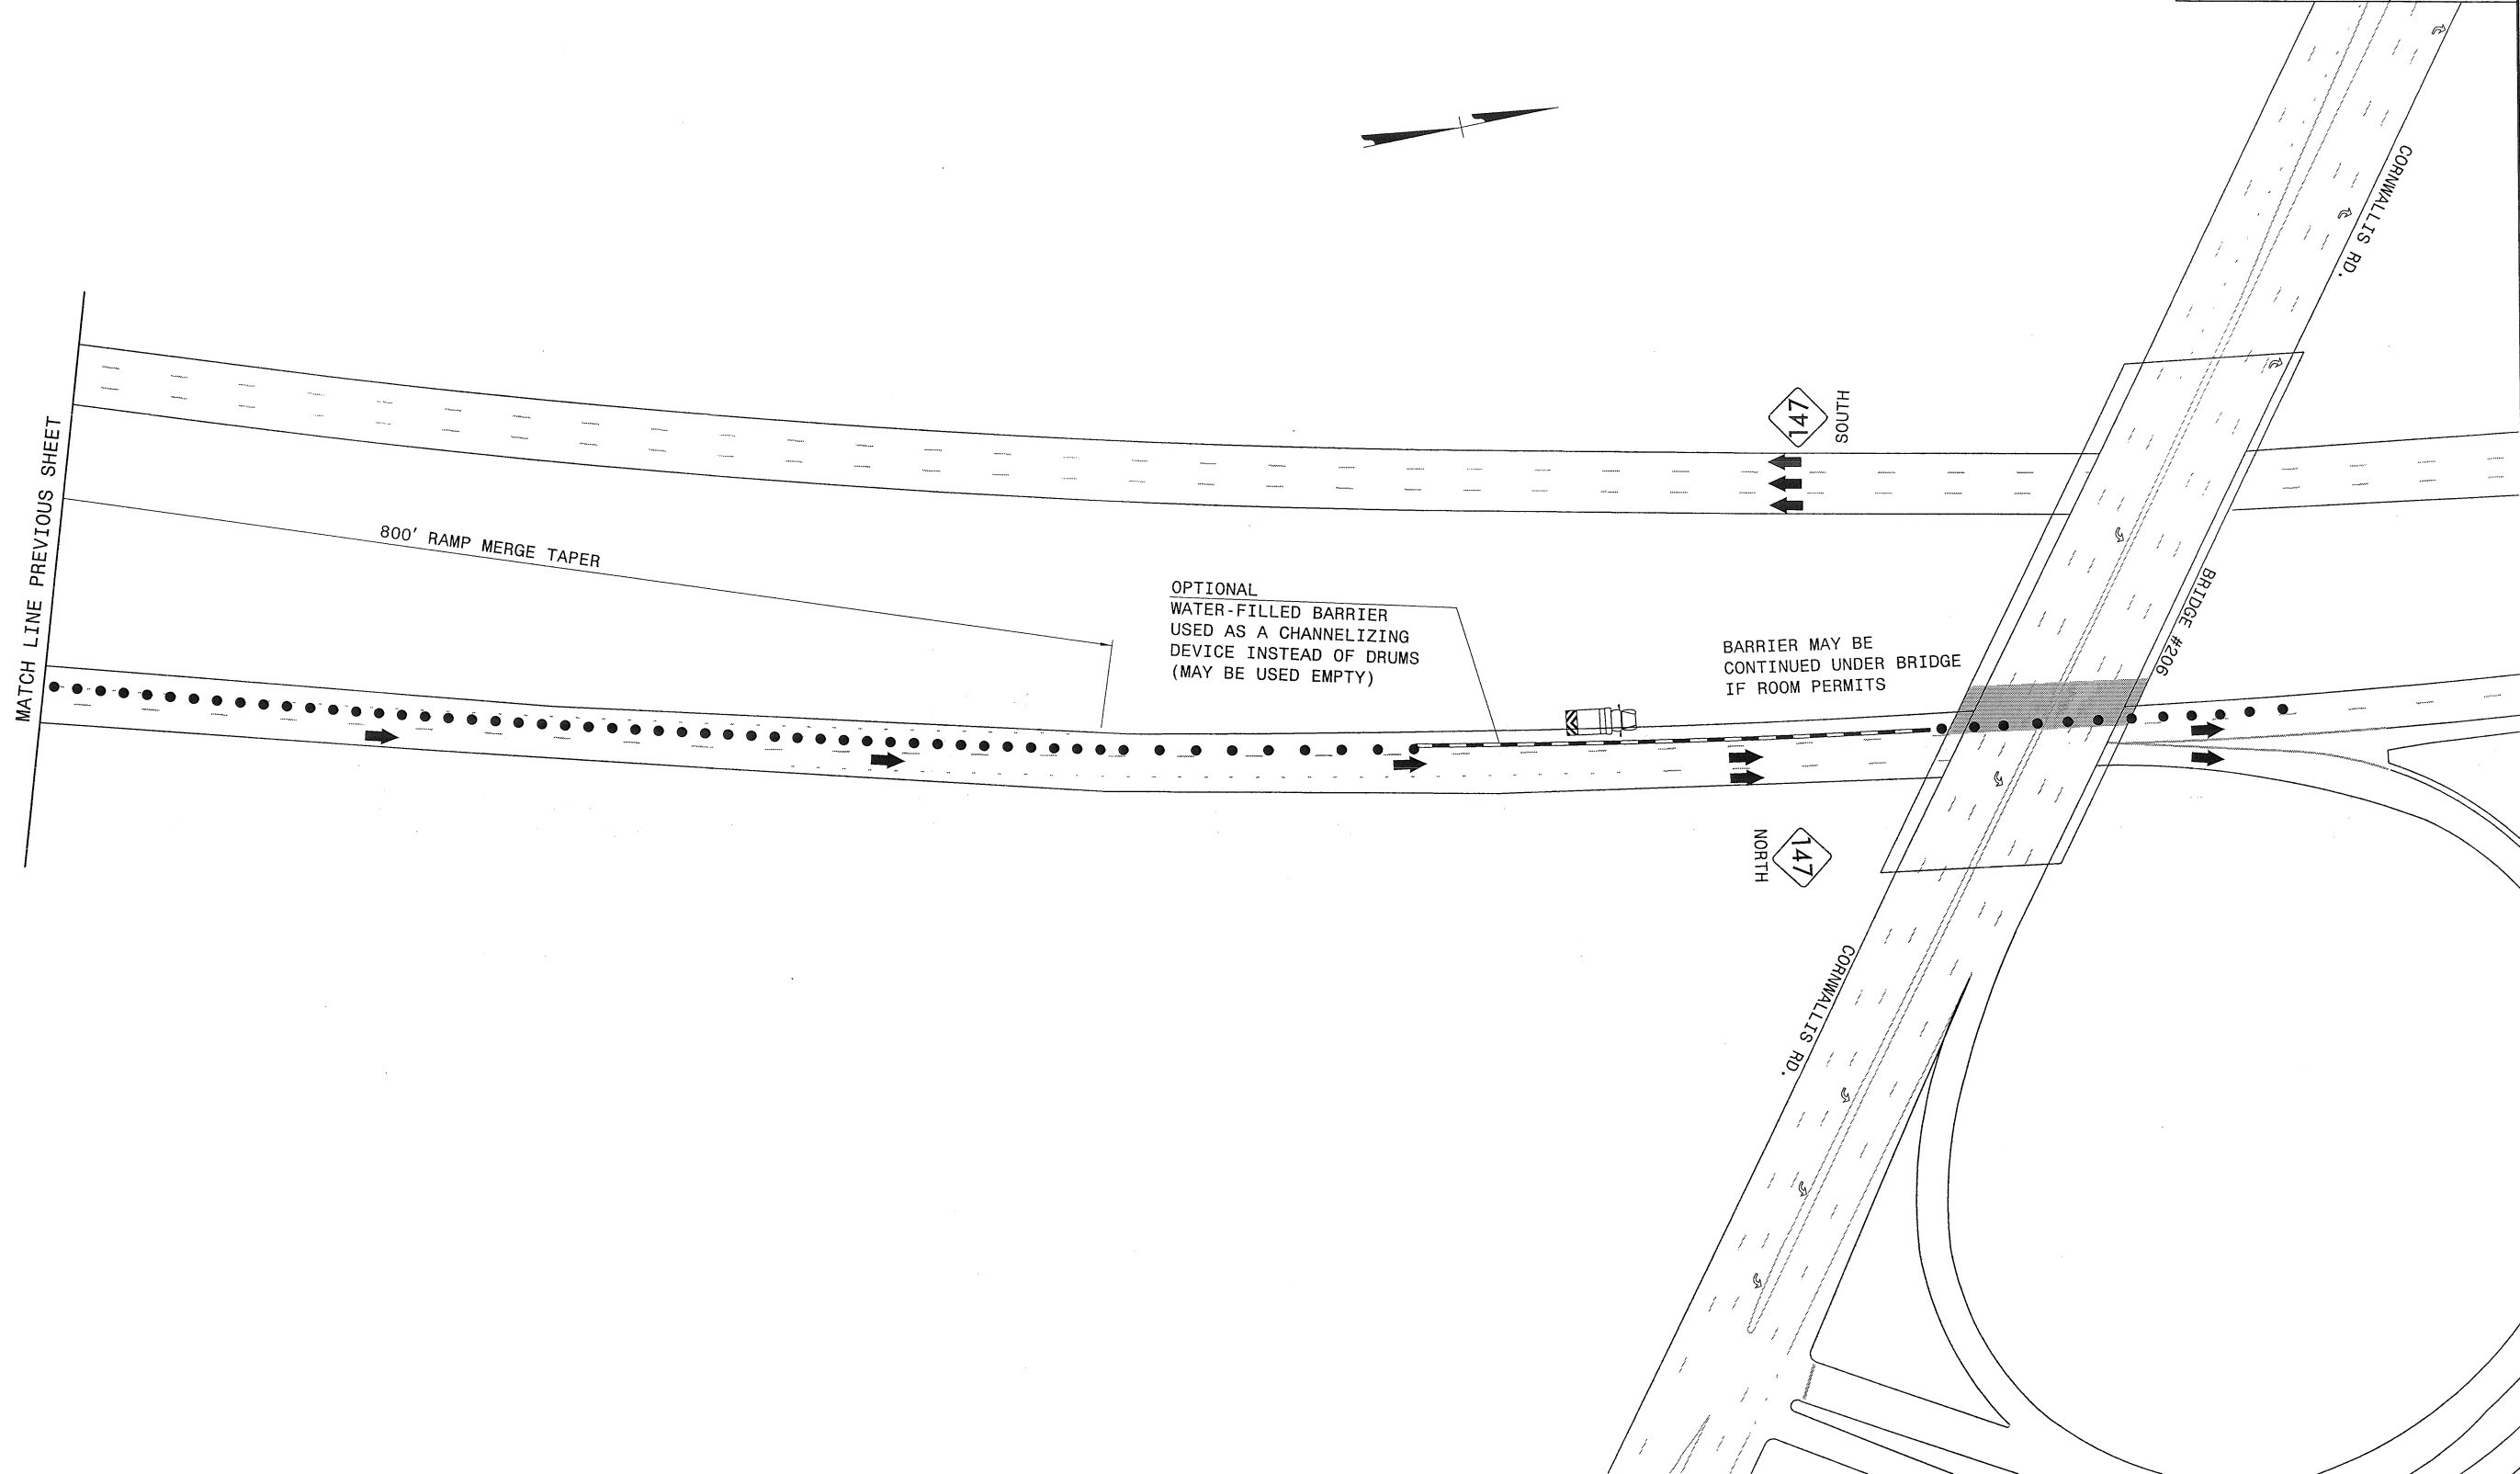 MATCH LINE PREVIOUS SHEET
800' RAMP MERGE TAPER
OPTIONAL
WATER-FILLED BARRIER
USED AS A CHANNELIZING
DEVICE INSTEAD OF DRUMS
(MAY BE USED EMPTY)
BARRIER MAY BE
CONTINUED UNDER BRIDGE
IF ROOM PERMITS
147
SOUTH
147
NORTH
CORNWALLIS RD.
BRIDGE #206
CORNWALLIS RD.